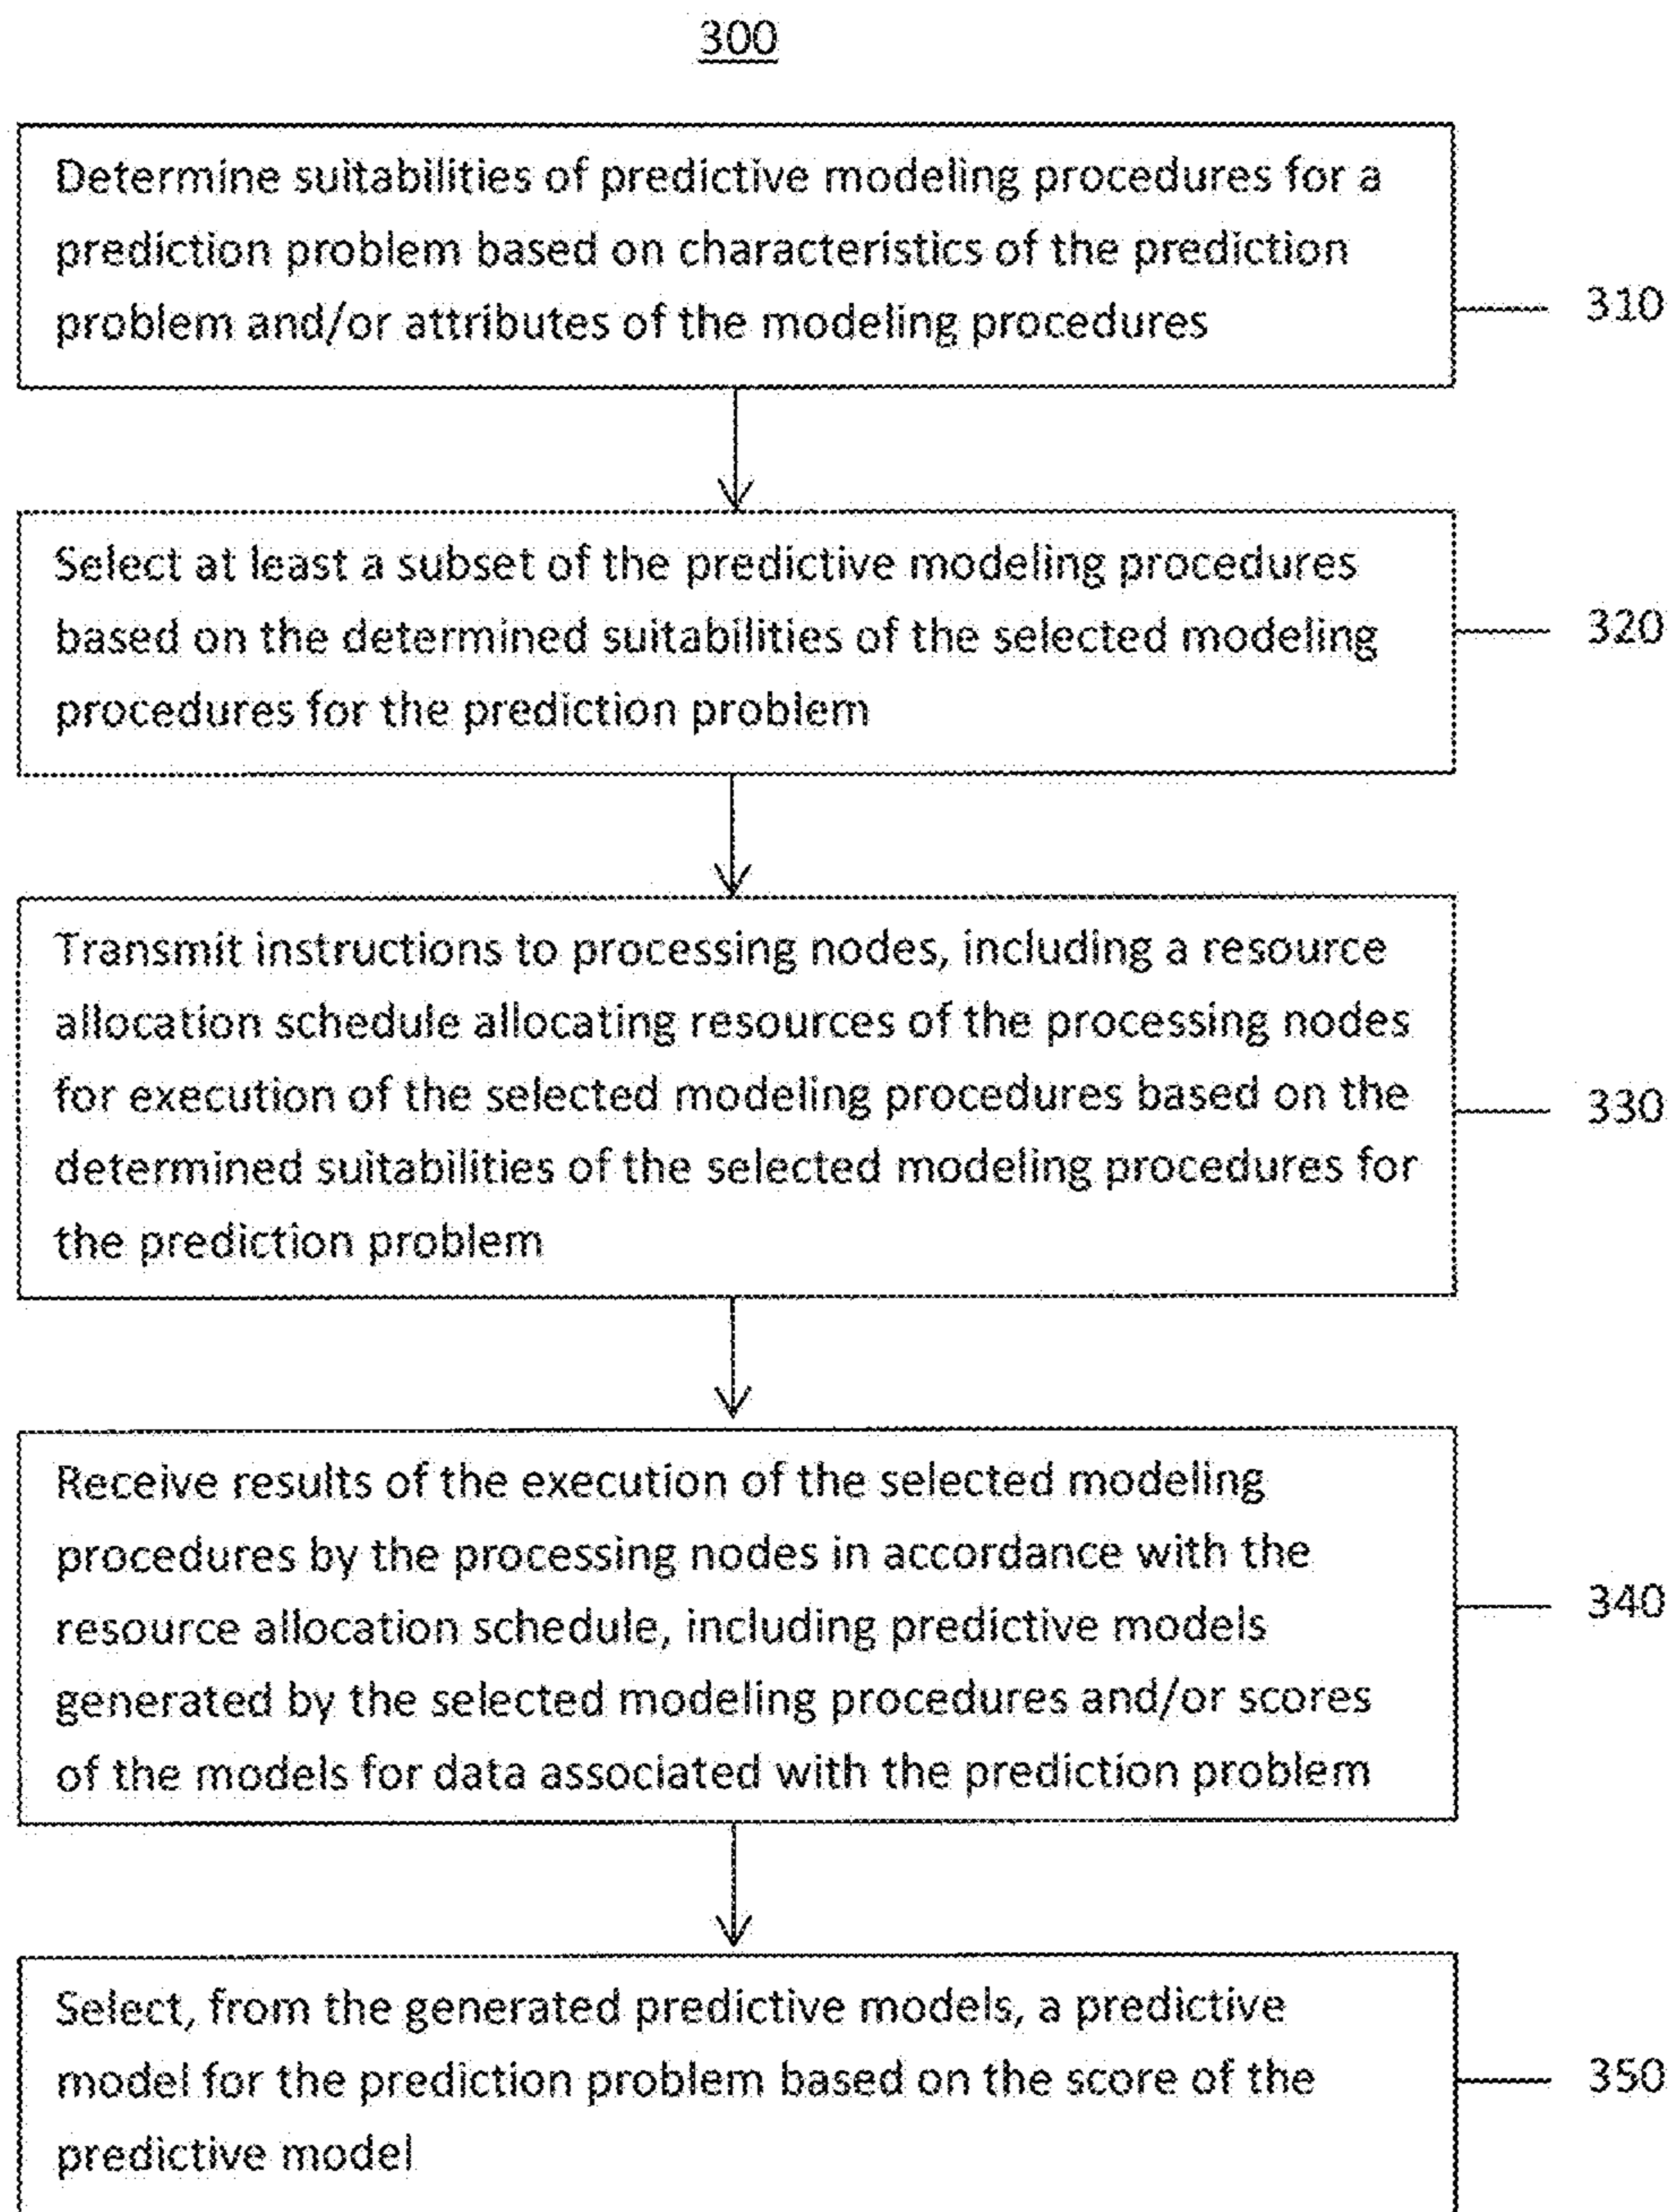 300
Determine suitabilities of predictive modeling procedures for a
prediction problem based on characteristics of the prediction
problem and/or attributes of the modeling procedures
310
Select at least a subset of the predictive modeling procedures
based on the determined suitabilities of the selected modeling
procedures for the prediction problem
320
Transmit instructions to processing nodes, including a resource
allocation schedule allocating resources of the processing nodes
for execution of the selected modeling procedures based on the
determined suitabilities of the selected modeling procedures for
the prediction problem
330
Receive results of the execution of the selected modeling
procedures by the processing nodes in accordance with the
resource allocation schedule, including predictive models
generated by the selected modeling procedures and/or scores
of the models for data associated with the prediction problem
340
Select, from the generated predictive models, a predictive
model for the prediction problem based on the score of the
predictive model
350